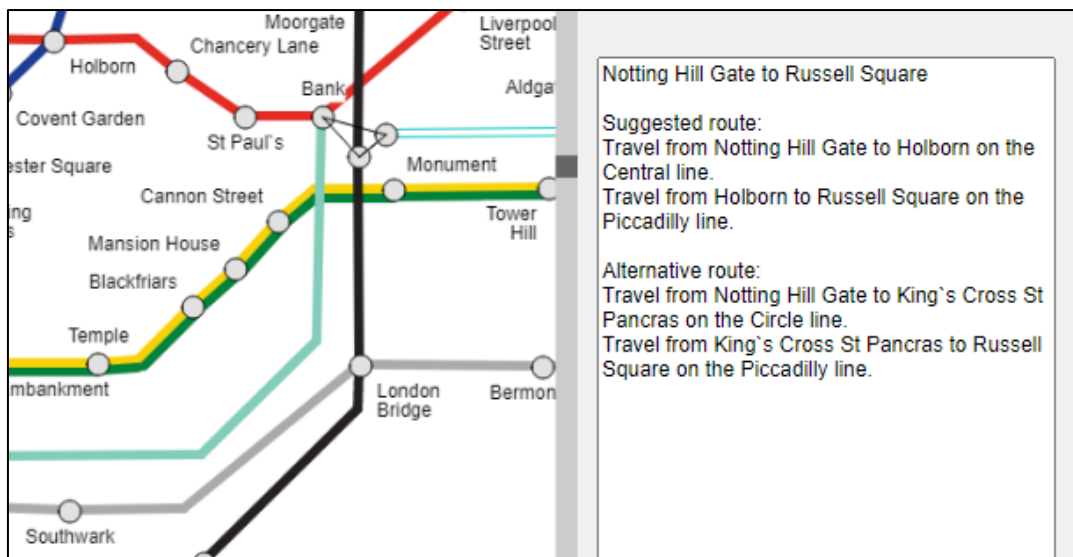 Moorgate
Liverpool
Street
Chancery Lane
Holborn
Bank
Aldga
Covent Garden
St Paul`s
ester Square
Monument
Cannon Street
ing
s
Tower
Hill
Mansion House
Blackfriars
Temple
mbankment
London
Bridge
Bermon
Southwark
Notting Hill Gate to Russell Square
Suggested route:
Travel from Notting Hill Gate to Holborn on the
Central line.
Travel from Holborn to Russell Square on the
Piccadilly line.
Alternative route:
Travel from Notting Hill Gate to King`s Cross St
Pancras on the Circle line.
Travel from King`s Cross St Pancras to Russell
Square on the Piccadilly line.